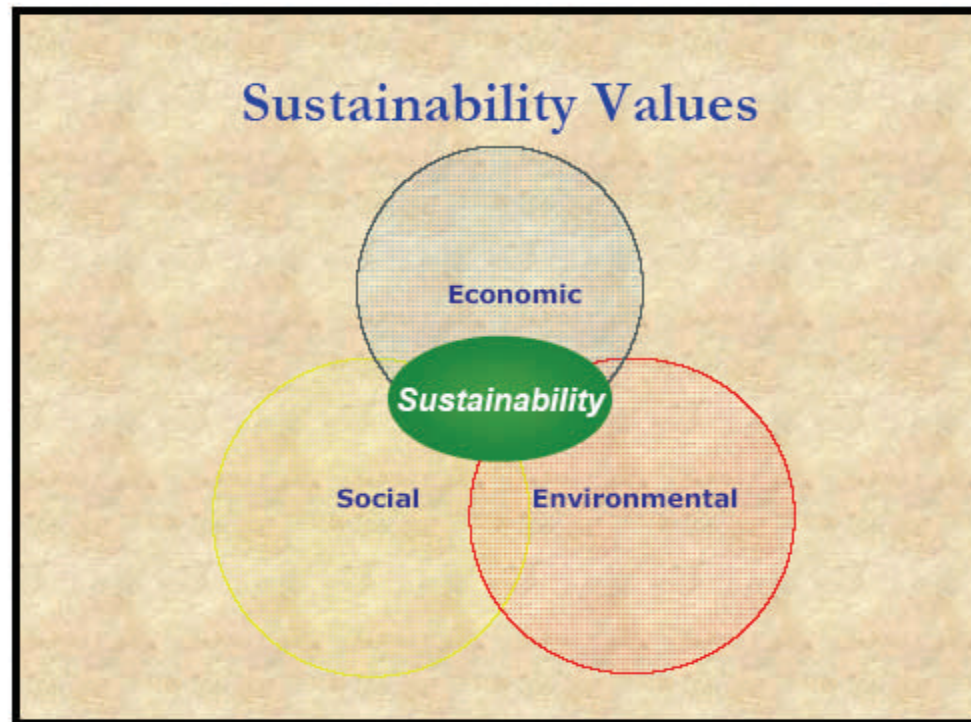 Sustainability Values
Economic
Sustainability
Social
Environmental